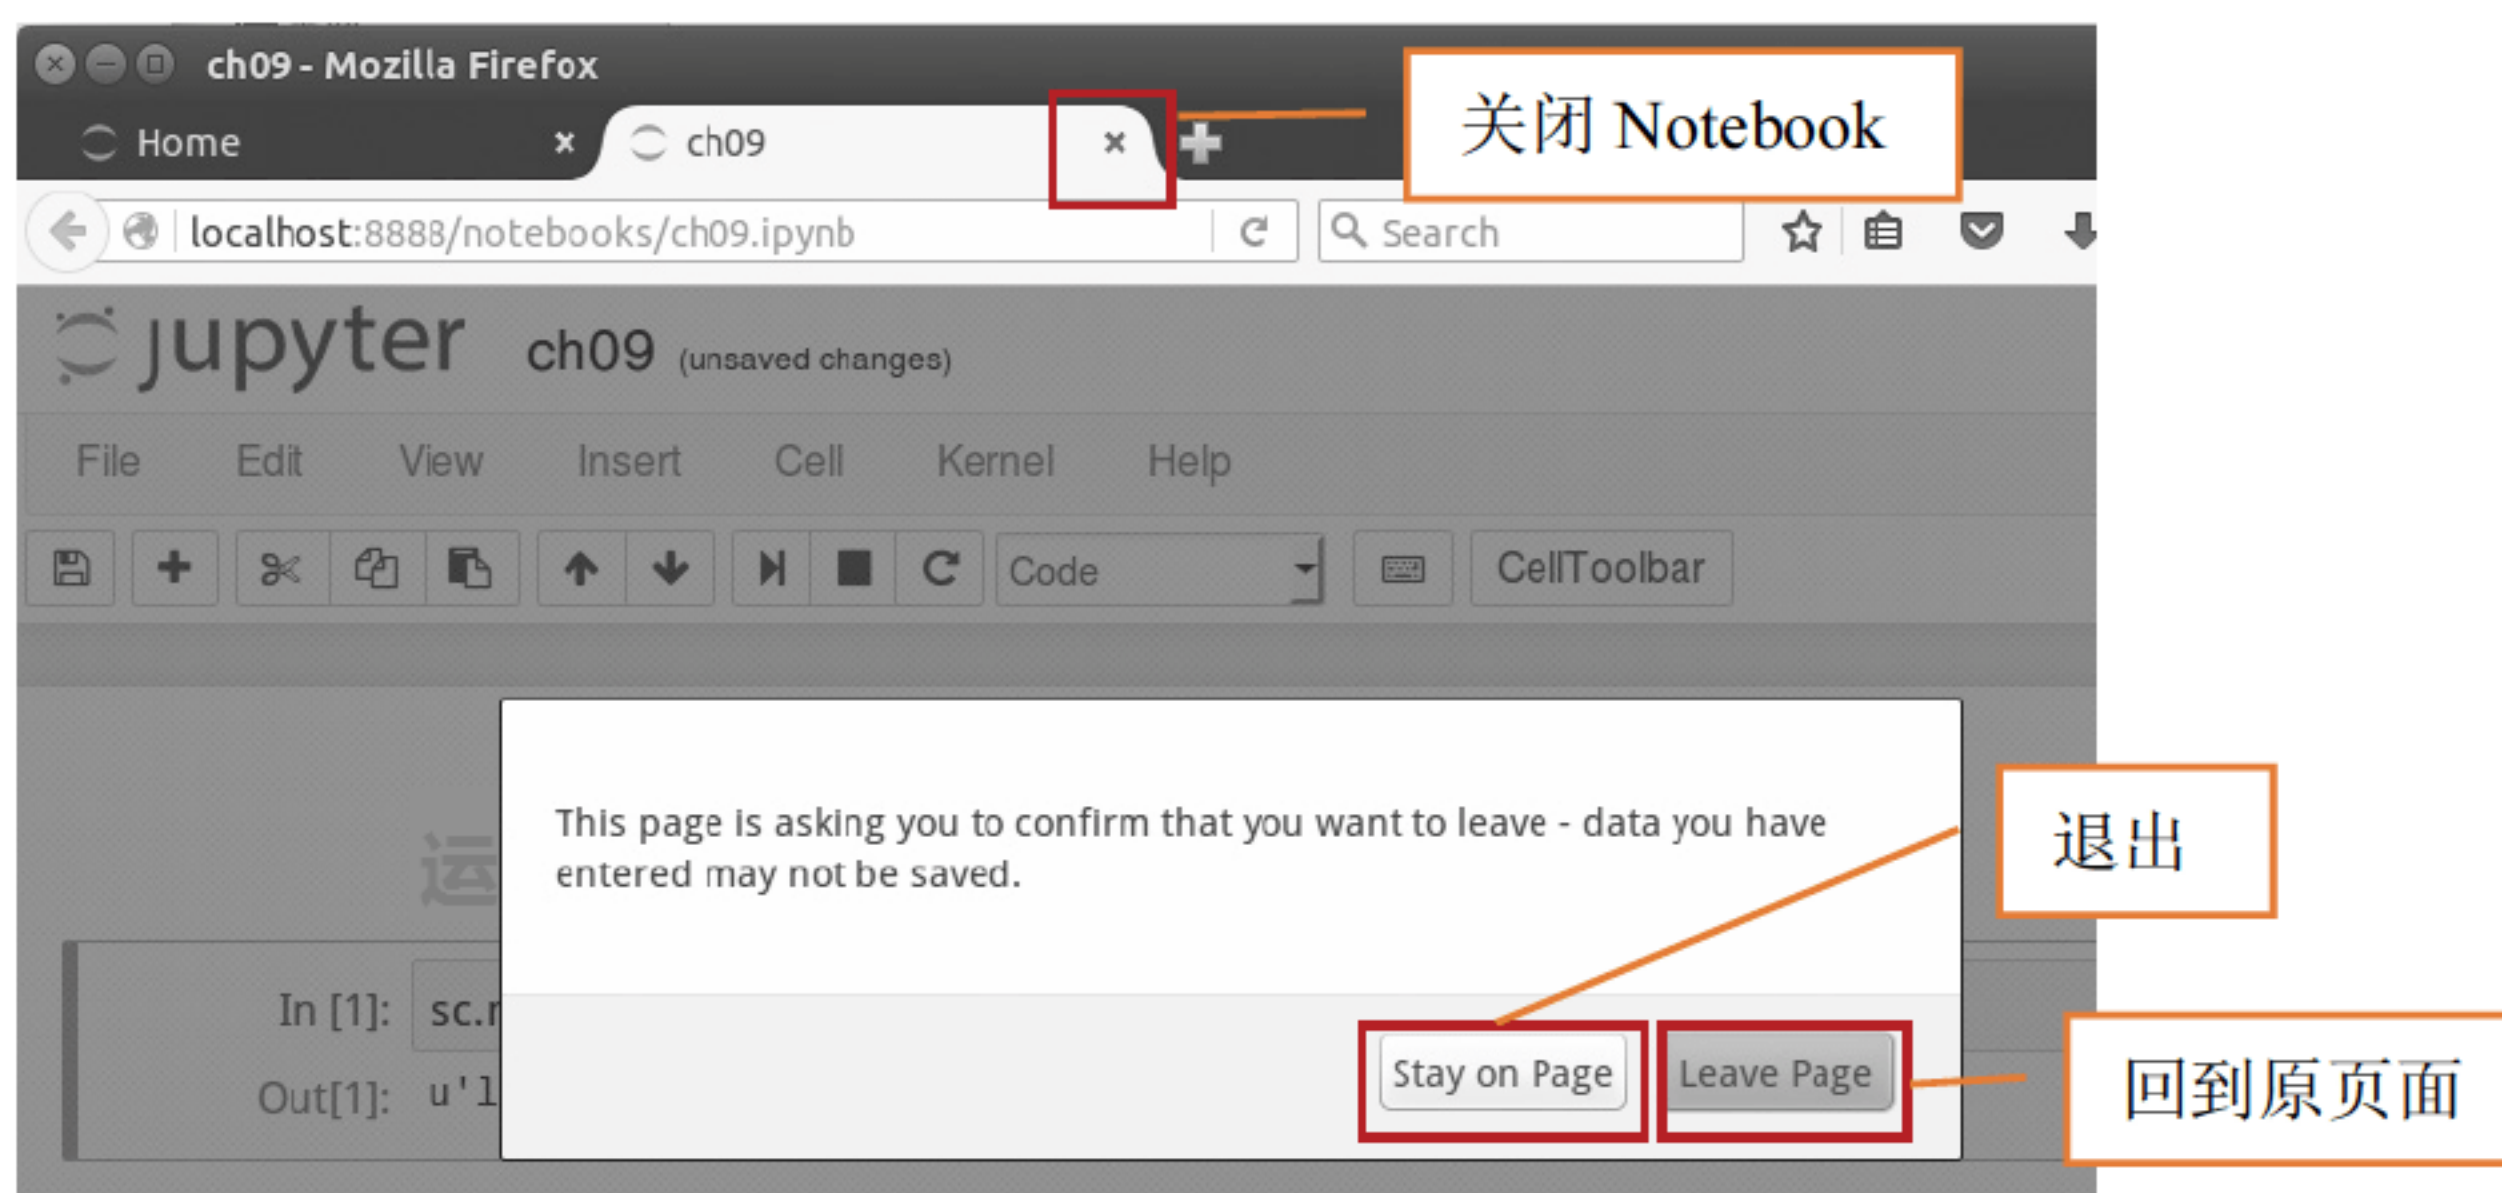 ch09 - Mozilla Firefox
关闭 Notebook
Home
ch09
localhost:8888/notebooks/ch09.ipynb
Search
jupyter ch09 (unsaved changes)
File Edit View Insert Cell Kernel Help
Code CellToolbar
This page is asking you to confirm that you want to leave - data you have
entered may not be saved.
退出
运
In [1]: sc.
Out[1]: u'l
Stay on Page Leave Page
回到原页面